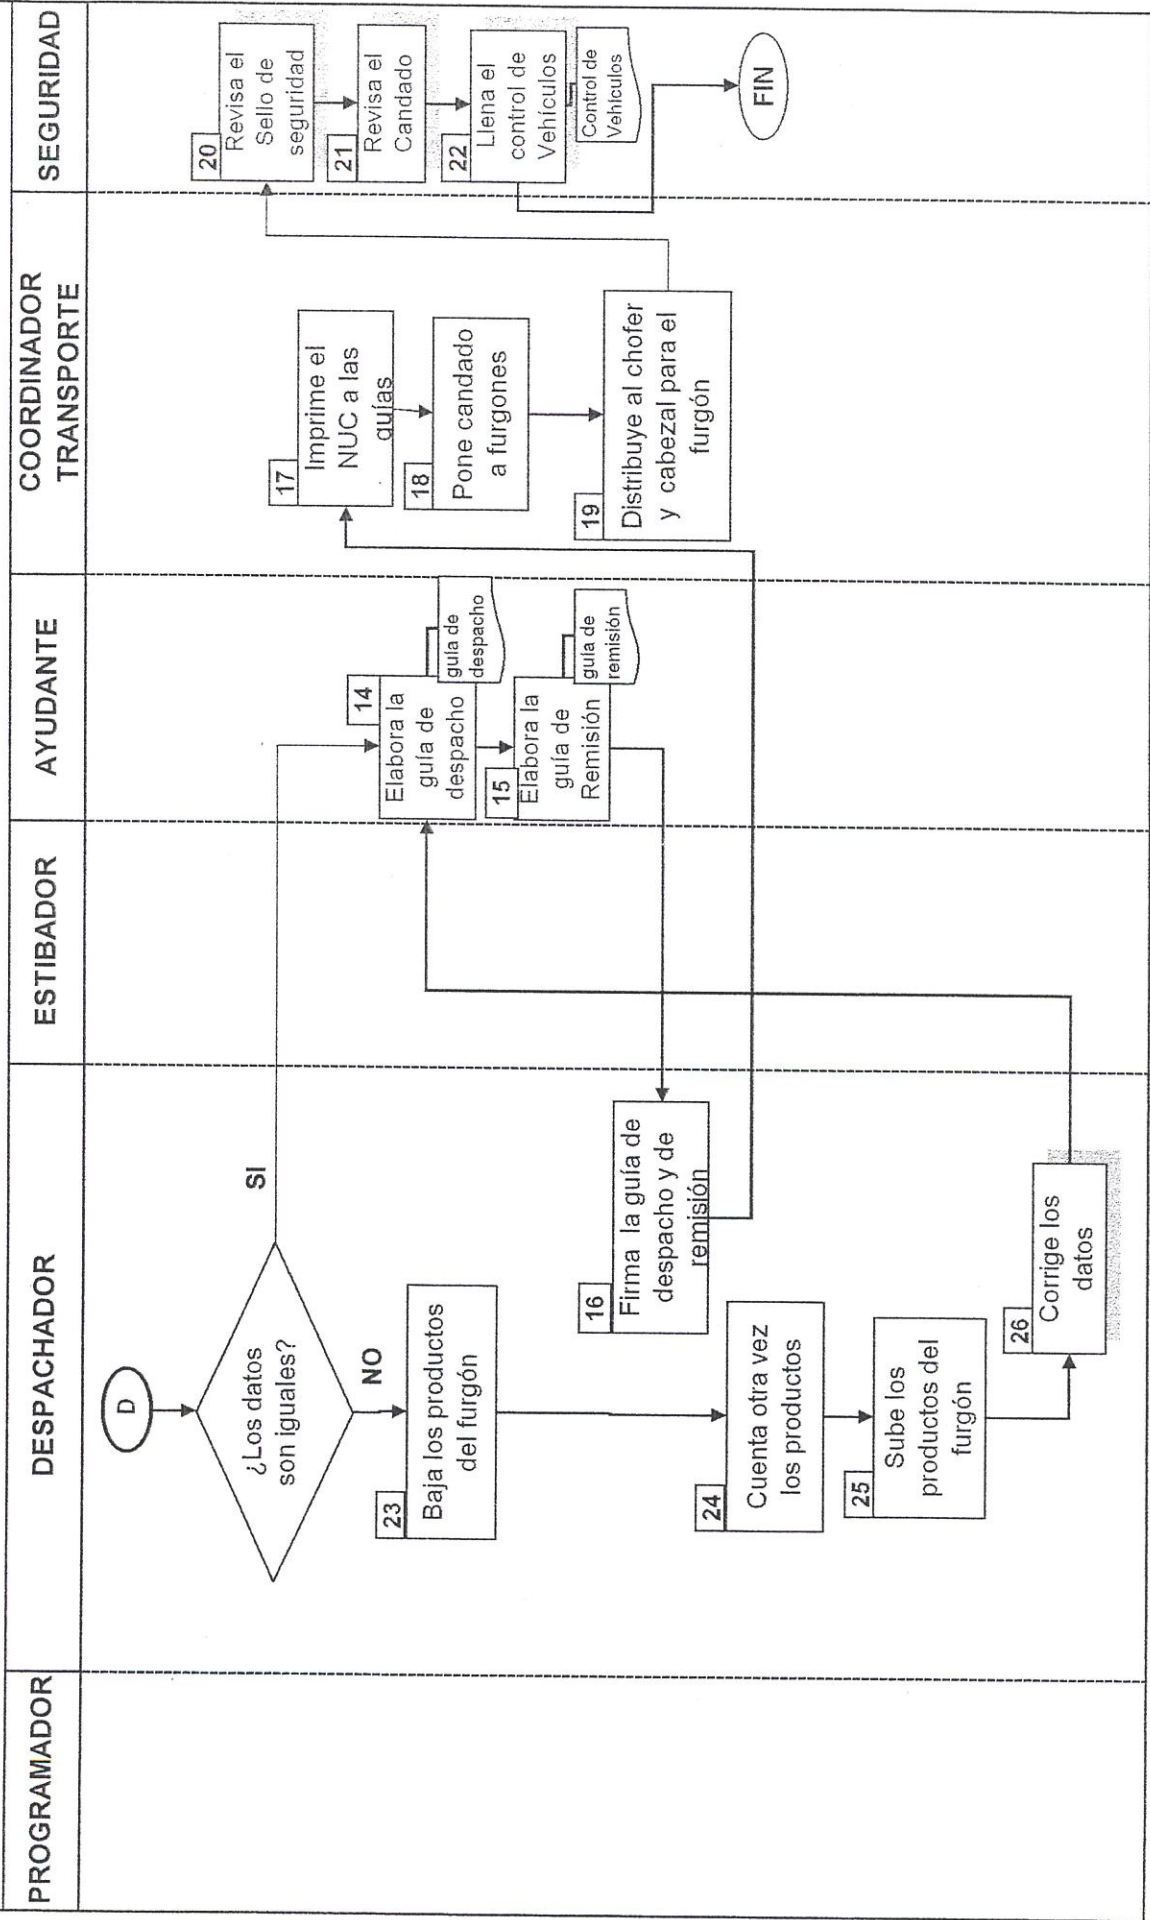 PROGRAMADOR
DESPACHADOR
ESTIBADOR
AYUDANTE
COORDINADOR
TRANSPORTE
SEGURIDAD
D
¿Los datos
son iguales?
SI
NO
23
Baja los productos
del furgón
16
Firma la guía de
despacho y de
remisión
24
Cuenta otra vez
los productos
25
Sube los
productos del
furgón
26
Corrige los
datos
14
Elabora la
guía de
despacho
guía de
despacho
15
Elabora la
guía de
Remisión
guía de
remisión
17
Imprime el
NUC a las
guías
18
Pone candado
a furgones
19
Distribuye al chofer
y cabezal para el
furgón
20
Revisa el
Sello de
seguridad
21
Revisa el
Candado
22
Llena el
control de
Vehículos
Control de
Vehículos
FIN